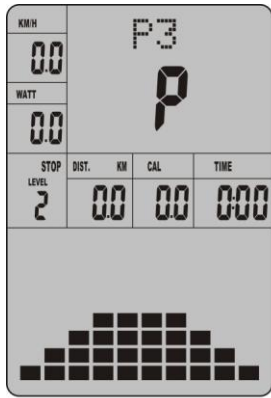 KM/H
P3
0.0
P
WATT
0.0
STOP DIST. KM CAL TIME
LEVEL
2 0.0 0.0 0:00